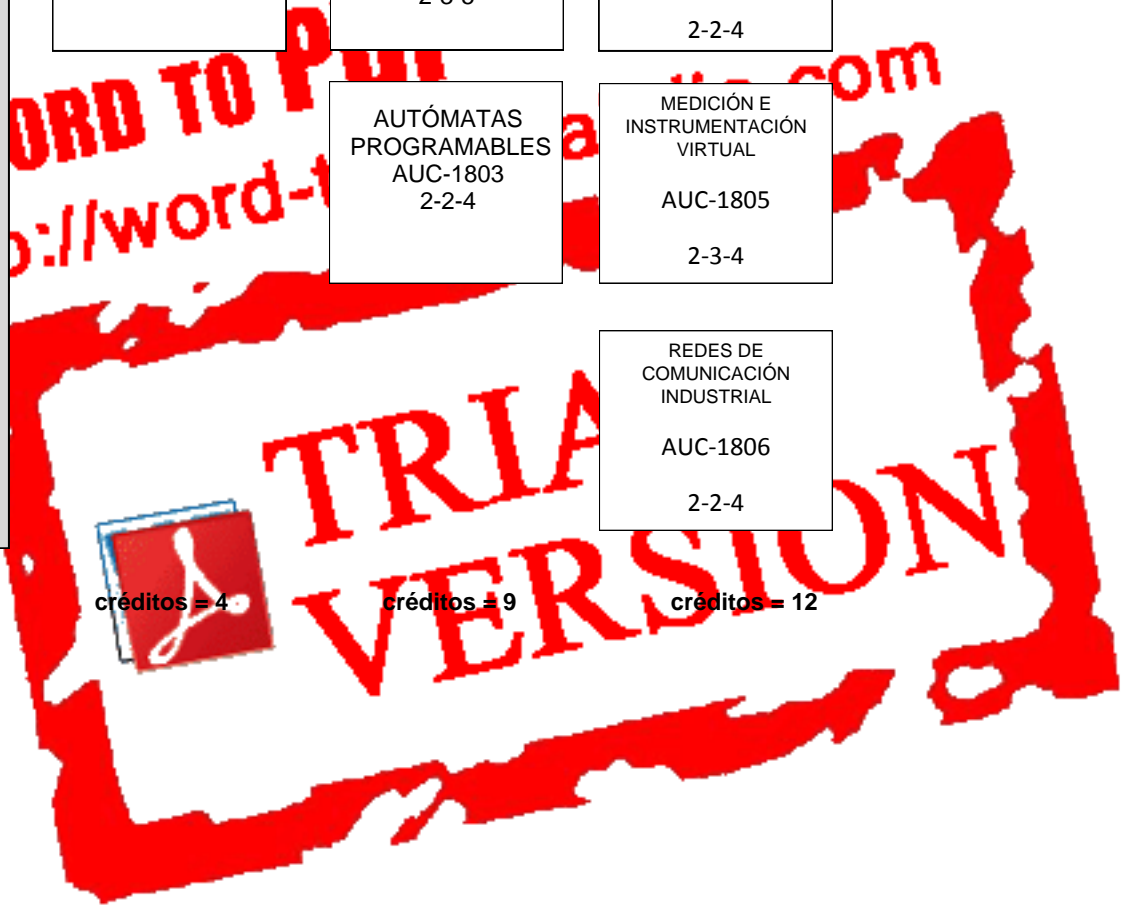 2-2-4
AUTÓMATAS
PROGRAMABLES
AUC-1803
2-2-4
MEDICIÓN E
INSTRUMENTACIÓN
VIRTUAL
AUC-1805
2-3-4
REDES DE
COMUNICACIÓN
INDUSTRIAL
AUC-1806
2-2-4
créditos = 4
créditos = 9
créditos = 12
ORD TO
com
://word-
VERSION